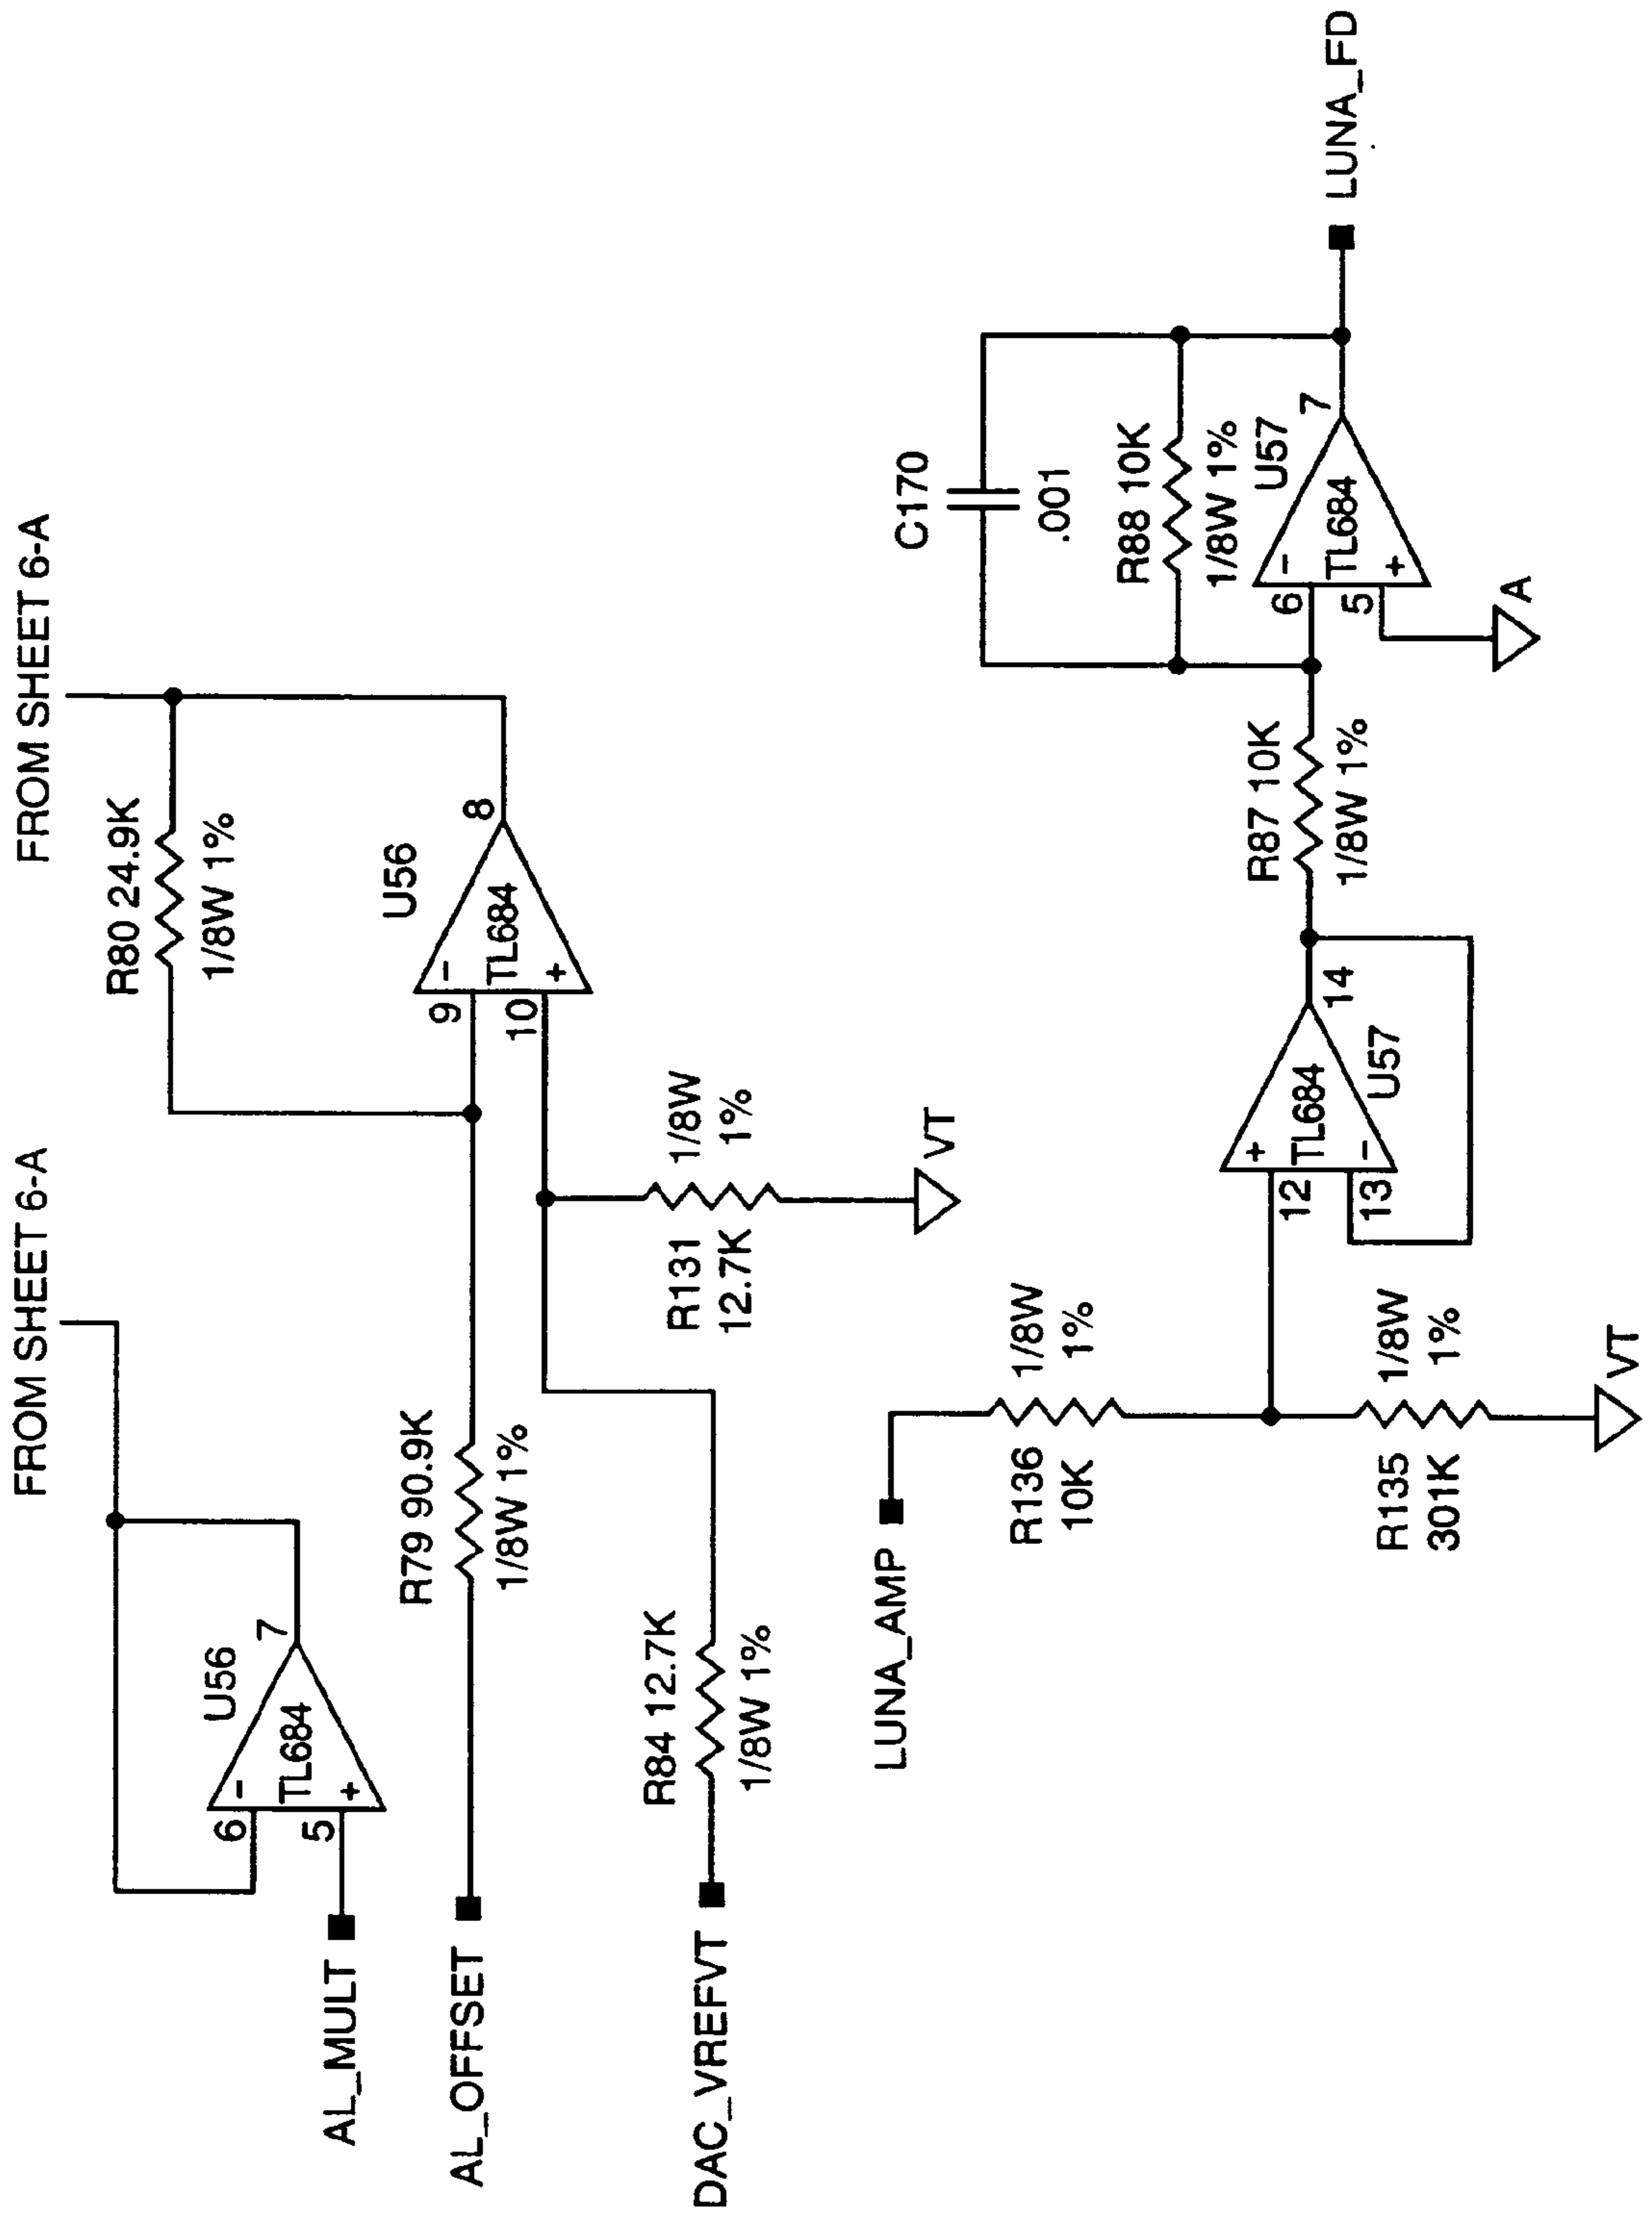 FROM SHEET 6-A
FROM SHEET 6-A
R80 24.9K
1/8W 1%
U56
6
7
TL684
-
+
5
AL_MULT
U56
9
8
TL684
-
+
10
R79 90.9K
1/8W 1%
AL_OFFSET
R84 12.7K
1/8W 1%
DAC_VREFVT
R131
12.7K
1/8W
1%
VT
LUNA_AMP
R136
10K
1/8W
1%
R135
301K
1/8W
1%
VT
12
+
TL684
-
13
14
U57
R87 10K
1/8W 1%
C170
.001
R88 10K
1/8W 1%
U57
6
7
-
TL684
+
5
A
LUNA_FD